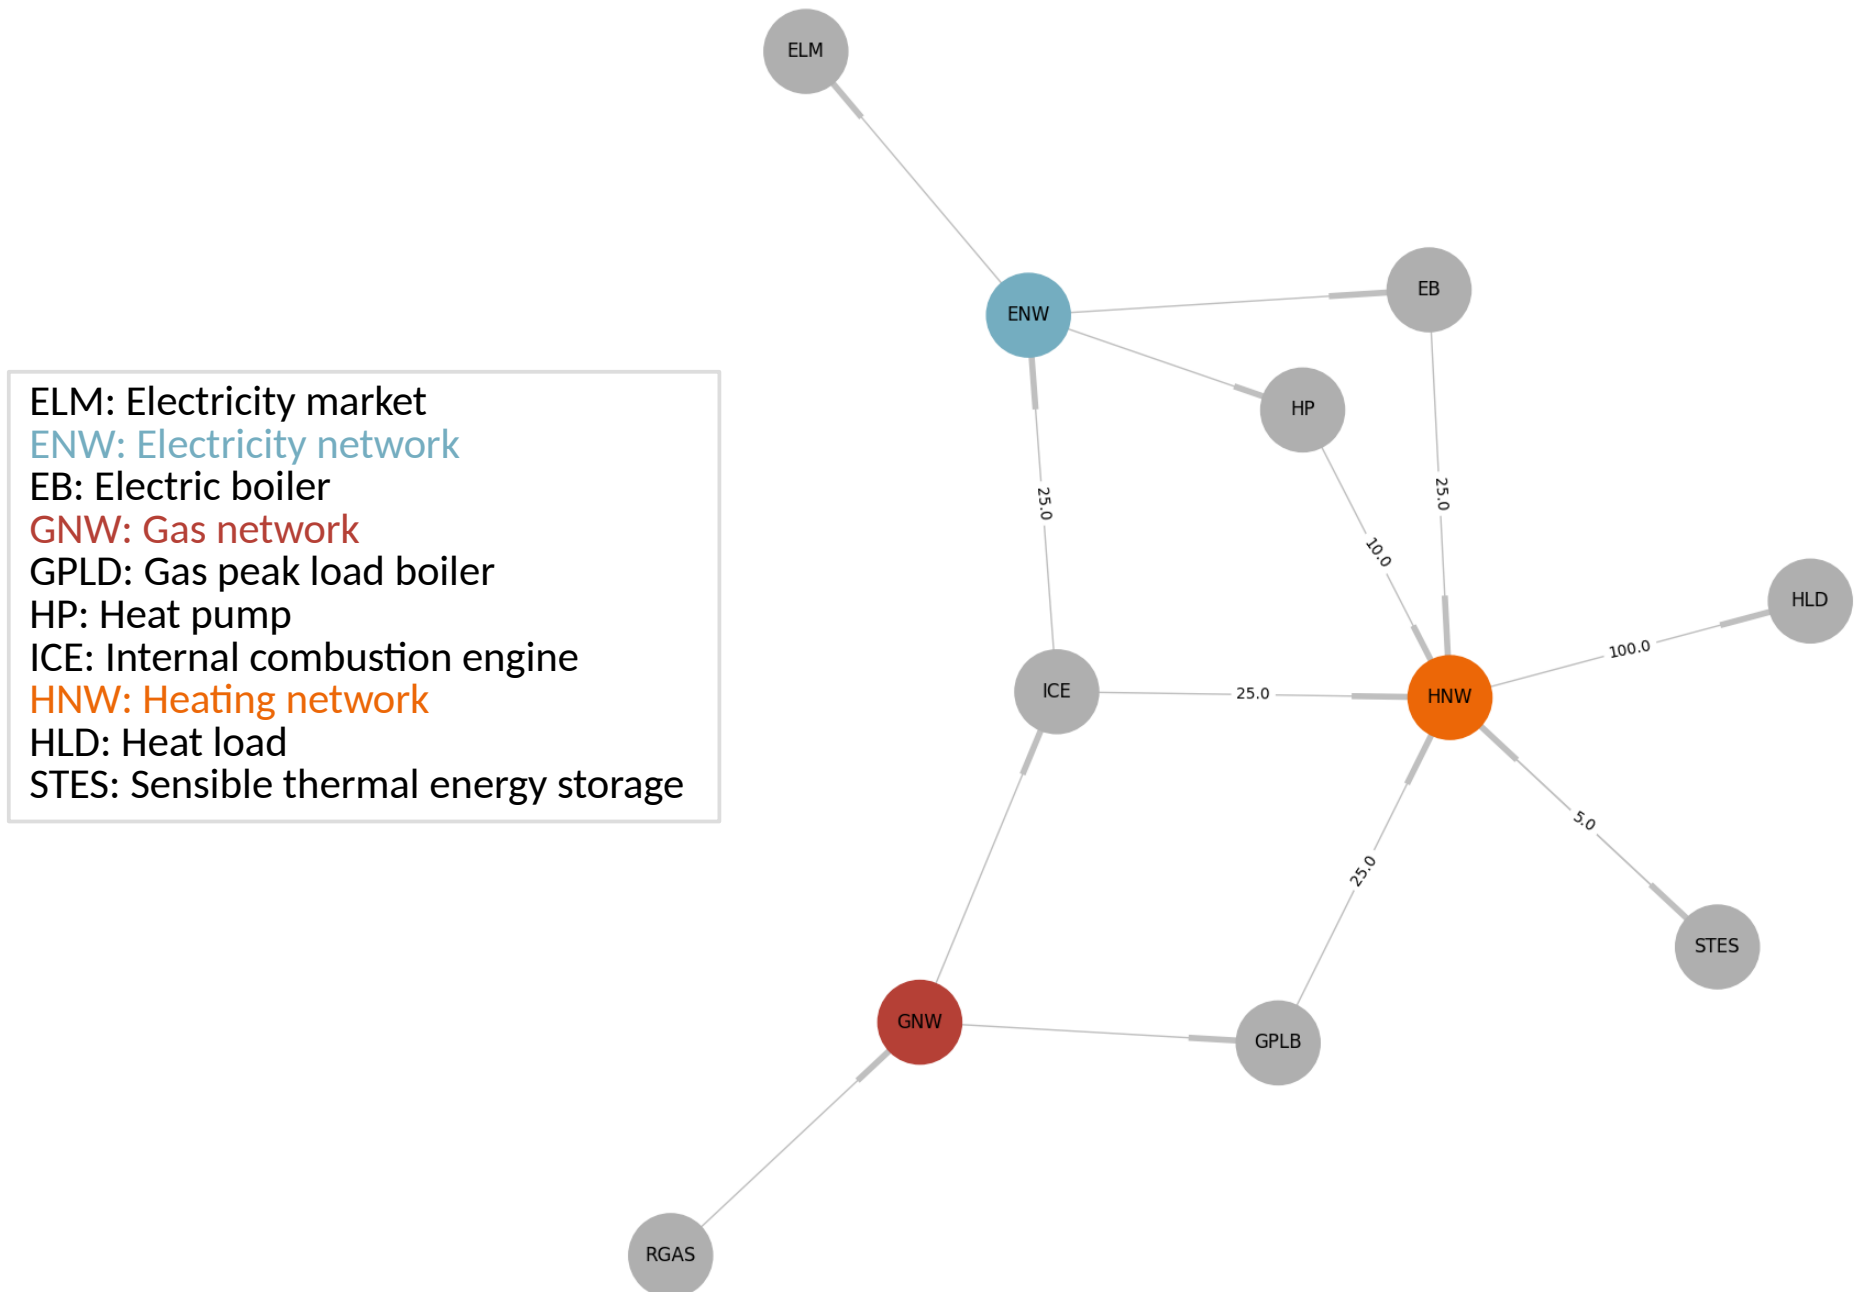 ELM
ENW
EB
HP
25.0
25.0
10.0
HLD
100.0
ICE
25.0
HNW
5.0
25.0
STES
GNW
GPLB
RGAS
ELM: Electricity market
ENW: Electricity network
EB: Electric boiler
GNW: Gas network
GPLD: Gas peak load boiler
HP: Heat pump
ICE: Internal combustion engine
HNW: Heating network
HLD: Heat load
STES: Sensible thermal energy storage